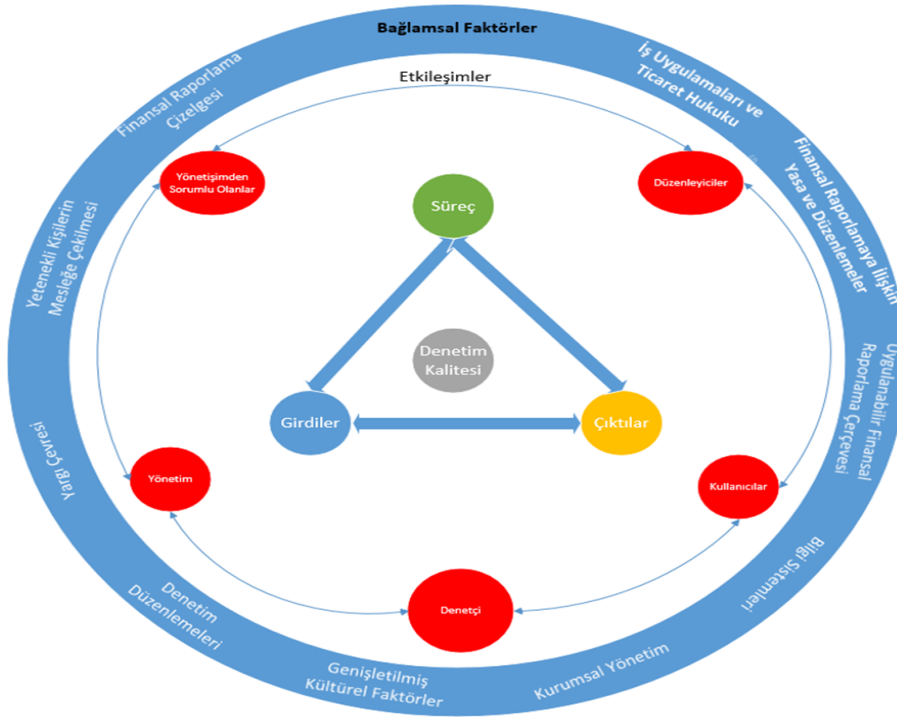 Bağlamsal Faktörler
Etkileşimler
İş Uygulamaları ve
Ticaret Hukuku
Finansal Raporlamaya İlişkin
Yasa ve Düzenlemeler
Uygulanabilir Finansal
Raporlama Çerçevesi
Bilgi Sistemleri
Kurumsal Yönetim
Genişletilmiş
Kültürel Faktörler
Denetim
Düzenlemeleri
Yargı Çevresi
Yetenekli Kişilerin
Mesleğe Çekilmesi
Finansal Raporlama
Çizelgesi
Yönetişimden
Sorumlu Olanlar
Düzenleyiciler
Süreç
Denetim
Kalitesi
Girdiler
Çıktılar
Yönetim
Kullanıcılar
Denetçi